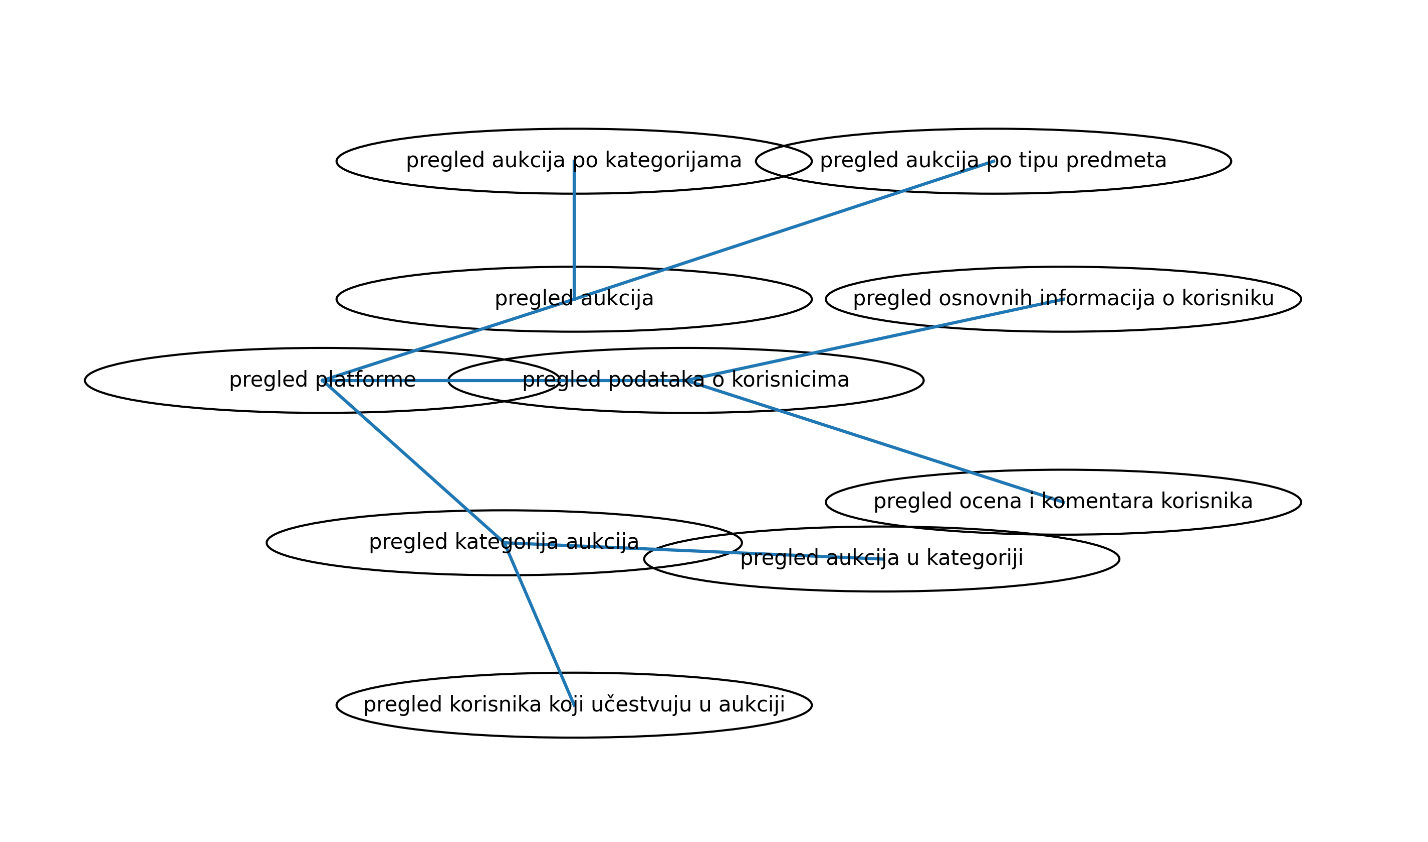 pregled aukcija po kategorijama
pregled aukcija po tipu predmeta
pregled aukcija
pregled osnovnih informacija o korisniku
pregled platforme
pregled podataka o korisnicima
pregled ocena i komentara korisnika
pregled kategorija aukcija
pregled aukcija u kategoriji
pregled korisnika koji učestvuju u aukciji